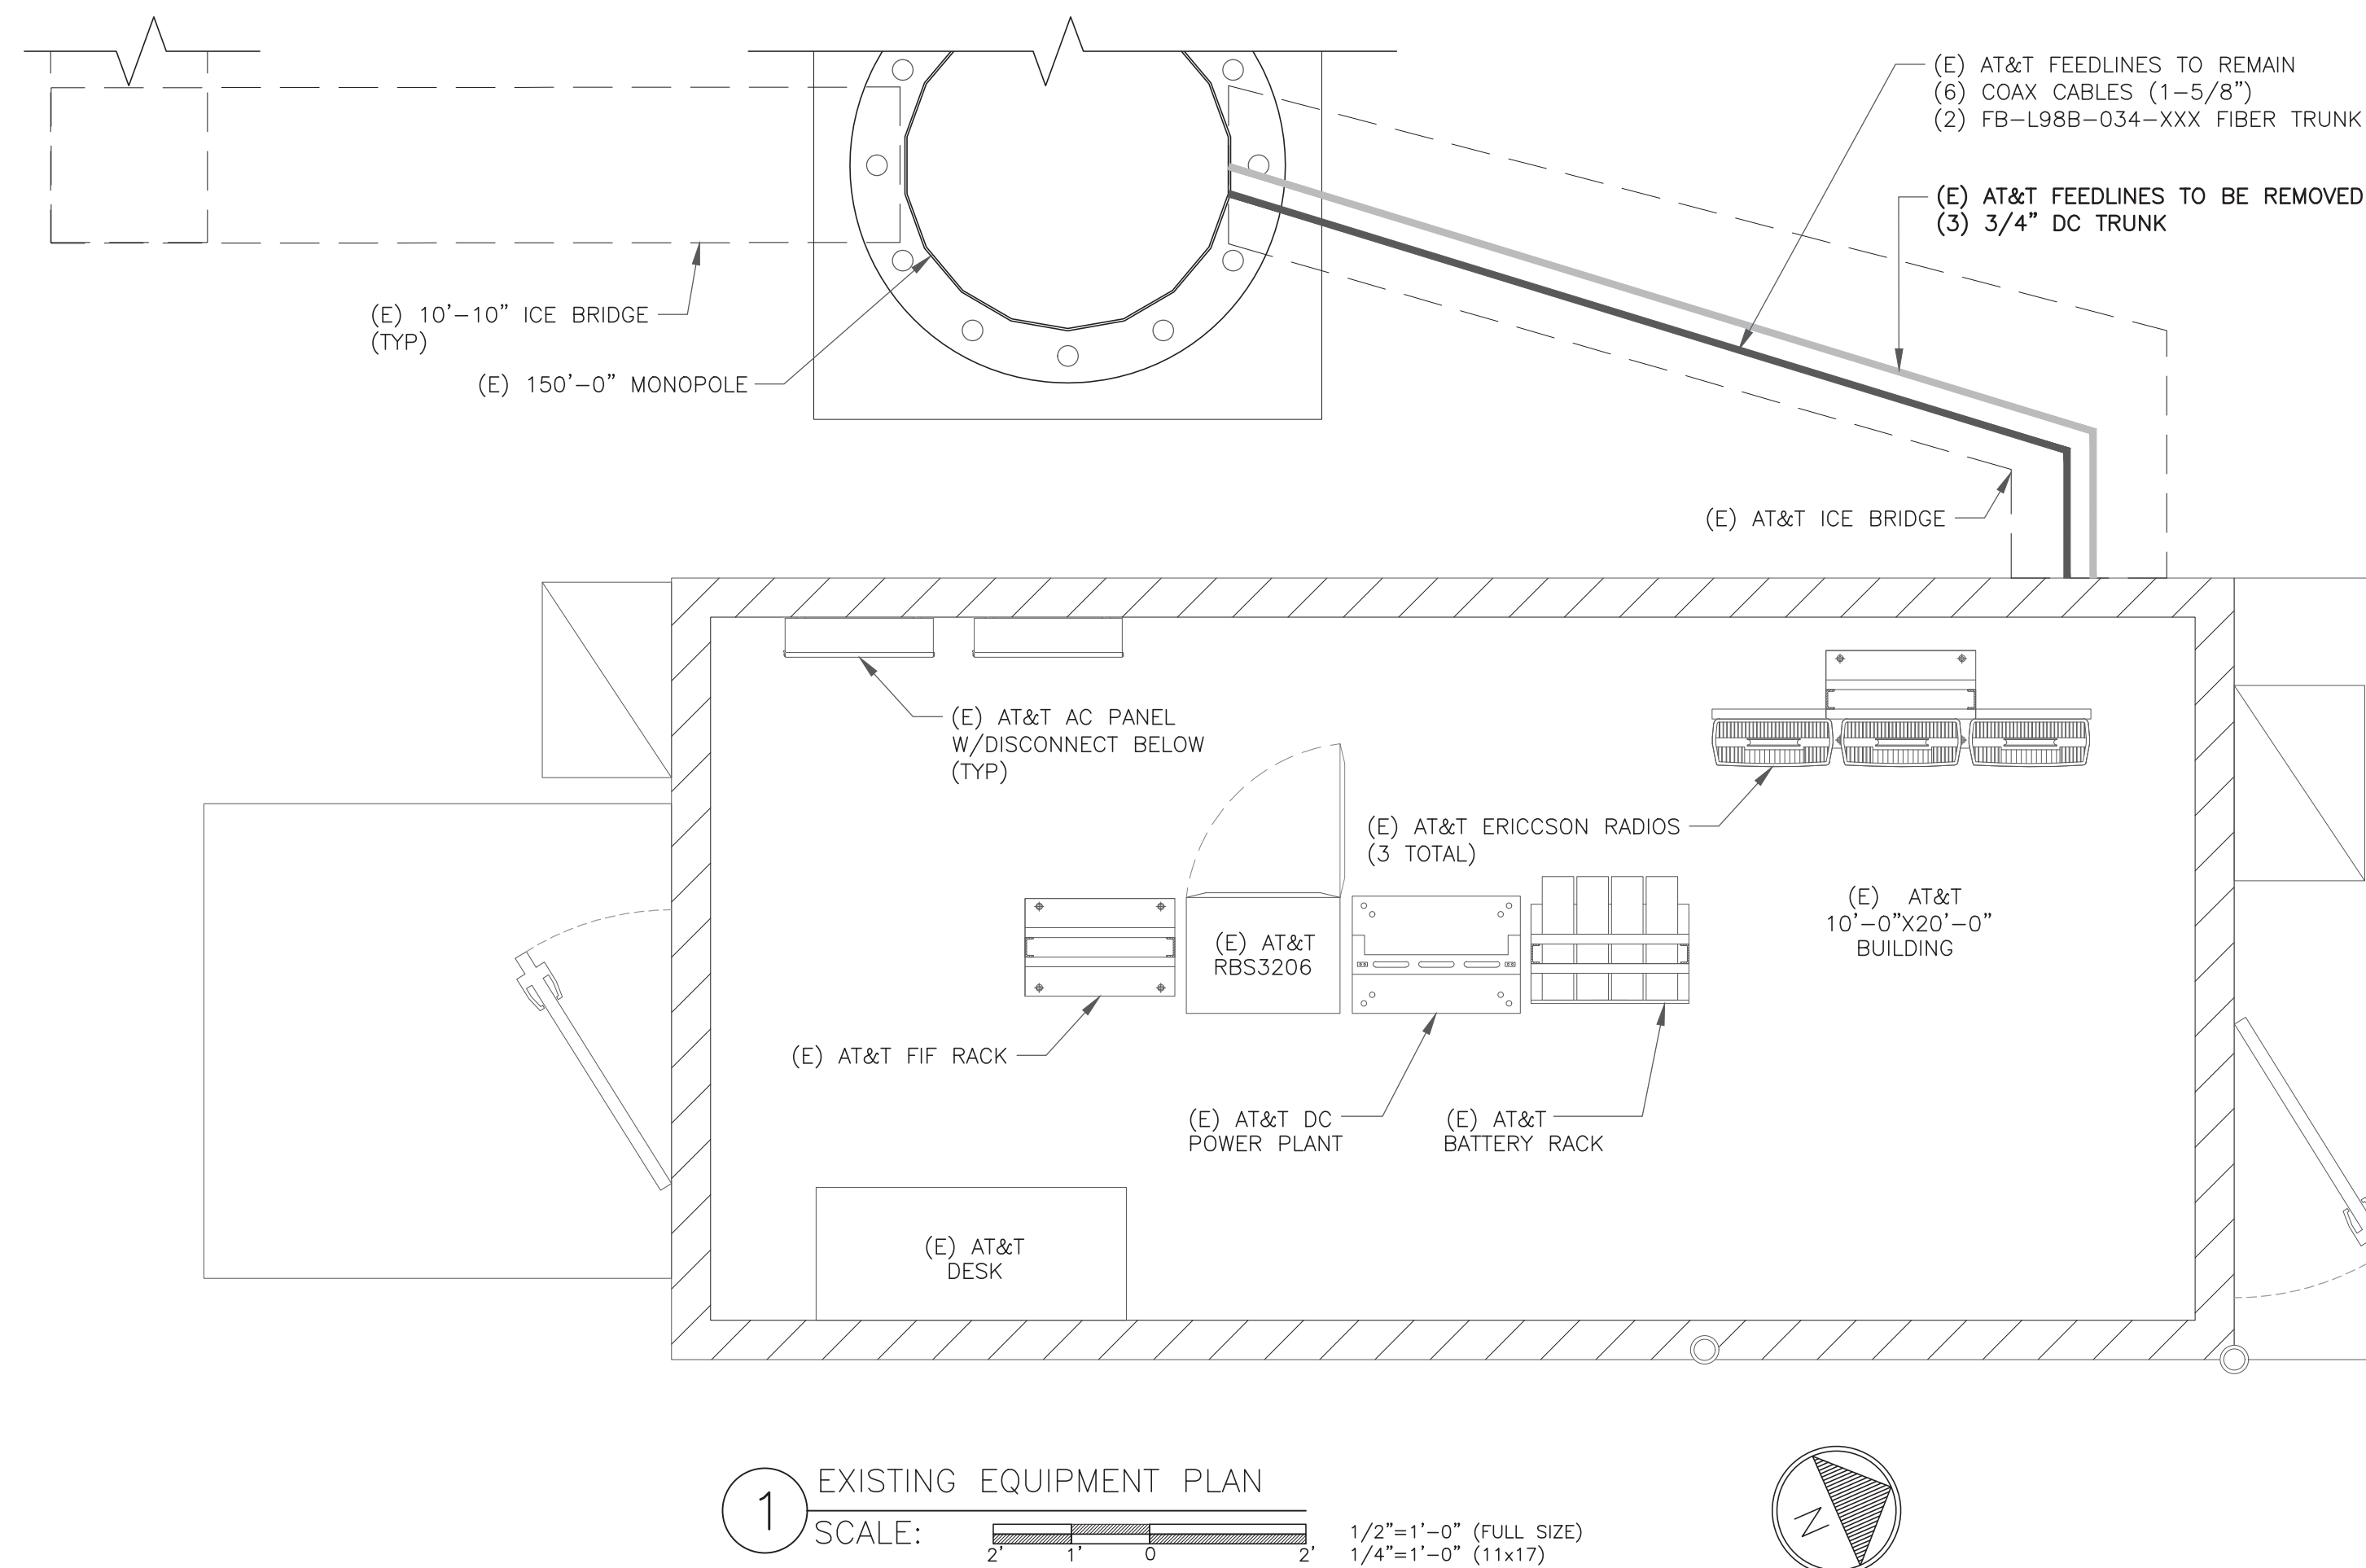 (E) AT&T FEEDLINES TO REMAIN
(6) COAX CABLES (1-5/8")
(2) FB-L98B-034-XXX FIBER TRUNK
(E) AT&T FEEDLINES TO BE REMOVED
(3) 3/4" DC TRUNK
(E) 10'-10" ICE BRIDGE
(TYP)
(E) 150'-0" MONOPOLE
(E) AT&T ICE BRIDGE
(E) AT&T AC PANEL
W/DISCONNECT BELOW
(TYP)
(E) AT&T ERICCSON RADIOS
(3 TOTAL)
(E) AT&T
10'-0"X20'-0"
BUILDING
(E) AT&T
RBS3206
(E) AT&T FIF RACK
(E) AT&T DC
POWER PLANT
(E) AT&T
BATTERY RACK
(E) AT&T
DESK
1
EXISTING EQUIPMENT PLAN
SCALE:
2' 1' 0 2'
1/2"=1'-0" (FULL SIZE)
1/4"=1'-0" (11x17)
N